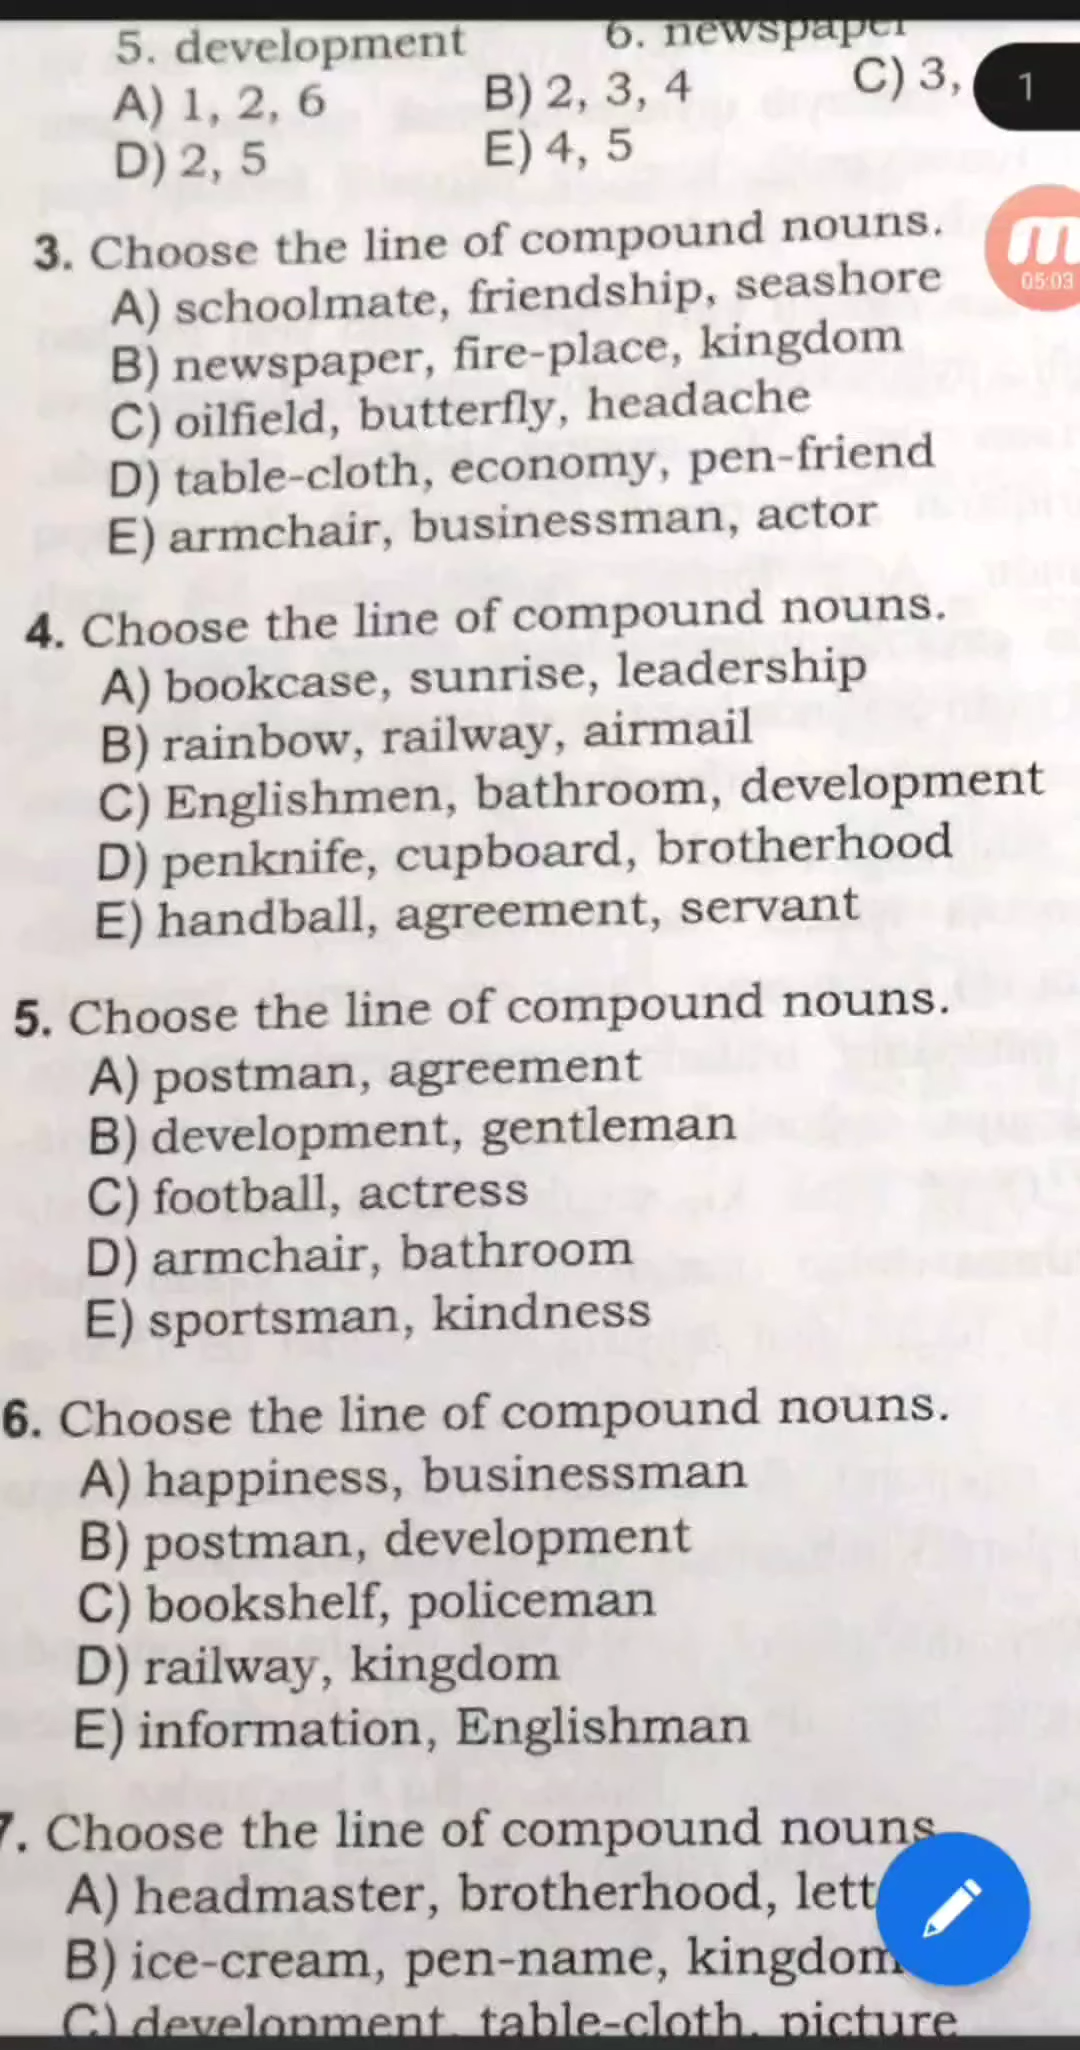 5. development 6. newspaper
A) 1, 2, 6 B) 2, 3, 4 C) 3,
1
D) 2, 5 E) 4, 5
3. Choose the line of compound nouns.
m
05:03
A) schoolmate, friendship, seashore
B) newspaper, fire-place, kingdom
C) oilfield, butterfly, headache
D) table-cloth, economy, pen-friend
E) armchair, businessman, actor
4. Choose the line of compound nouns.
A) bookcase, sunrise, leadership
B) rainbow, railway, airmail
C) Englishmen, bathroom, development
D) penknife, cupboard, brotherhood
E) handball, agreement, servant
5. Choose the line of compound nouns.
A) postman, agreement
B) development, gentleman
C) football, actress
D) armchair, bathroom
E) sportsman, kindness
6. Choose the line of compound nouns.
A) happiness, businessman
B) postman, development
C) bookshelf, policeman
D) railway, kingdom
E) information, Englishman
7. Choose the line of compound nouns
A) headmaster, brotherhood, lett
B) ice-cream, pen-name, kingdom
C) development, table-cloth, picture